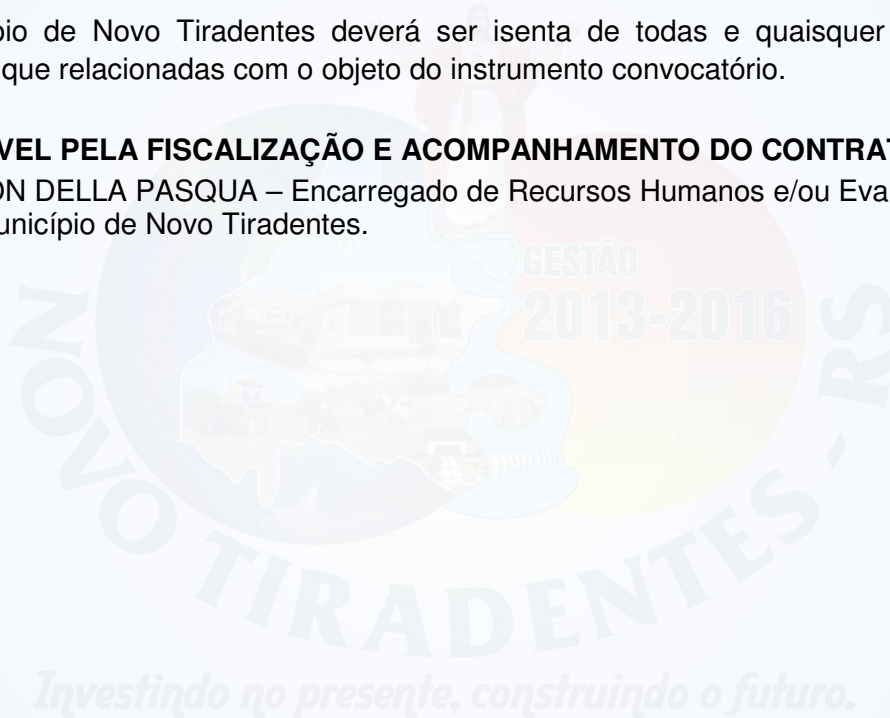 pio de Novo Tiradentes deverá ser isenta de todas e quaisquer
que relacionadas com o objeto do instrumento convocatório.
VEL PELA FISCALIZAÇÃO E ACOMPANHAMENTO DO CONTRAT
ON DELLA PASQUA – Encarregado de Recursos Humanos e/ou Eva
unicípio de Novo Tiradentes.
GESTÃO
2013-2016
NOVO TIRADENTES - RS
Investindo no presente, construindo o futuro.